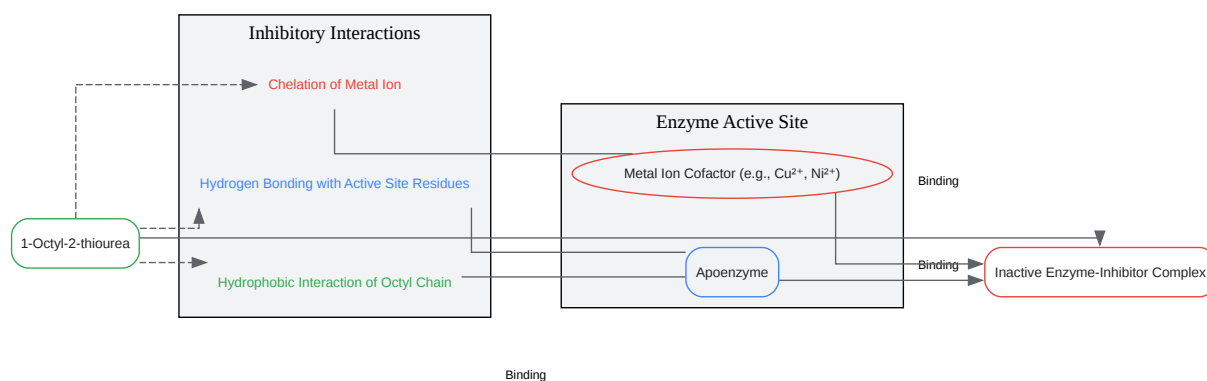 Inhibitory Interactions
Chelation of Metal Ion
Enzyme Active Site
Metal Ion Cofactor (e.g., Cu²⁺, Ni²⁺)
Binding
Hydrogen Bonding with Active Site Residues
1-Octyl-2-thiourea
Binding
Apoenzyme
Inactive Enzyme-Inhibitor Complex
Hydrophobic Interaction of Octyl Chain
Binding